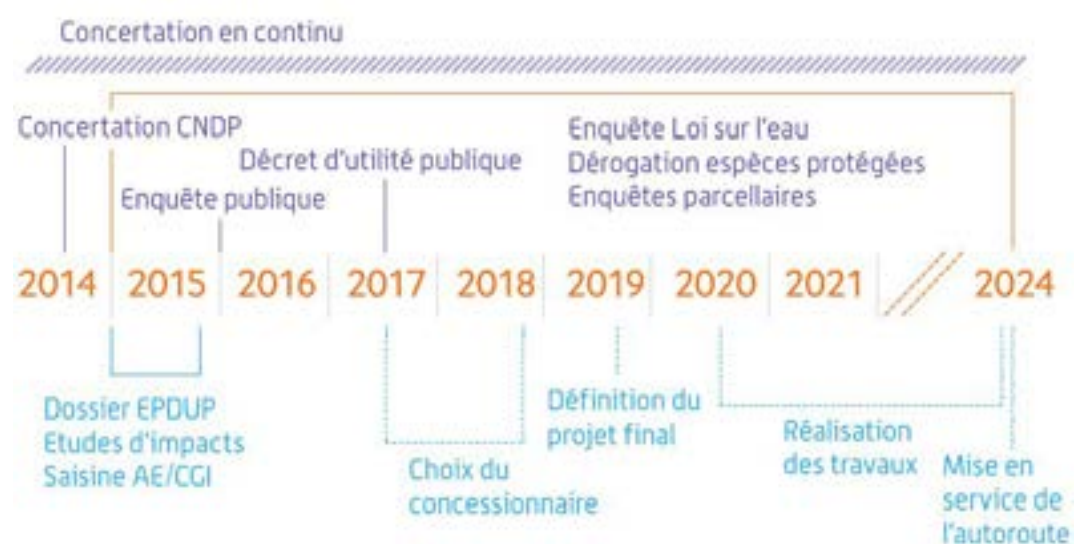 Concertation en continu
Concertation CNDP
Décret d'utilité publique
Enquête publique
Enquête Loi sur l'eau
Dérogation espèces protégées
Enquêtes parcellaires
2014 2015 2016 2017 2018 2019 2020 2021 2024
Dossier EPDUP
Etudes d'impacts
Saisine AE/CGI
Choix du
concessionnaire
Définition du
projet final
Réalisation
des travaux
Mise en
service de
l'autoroute